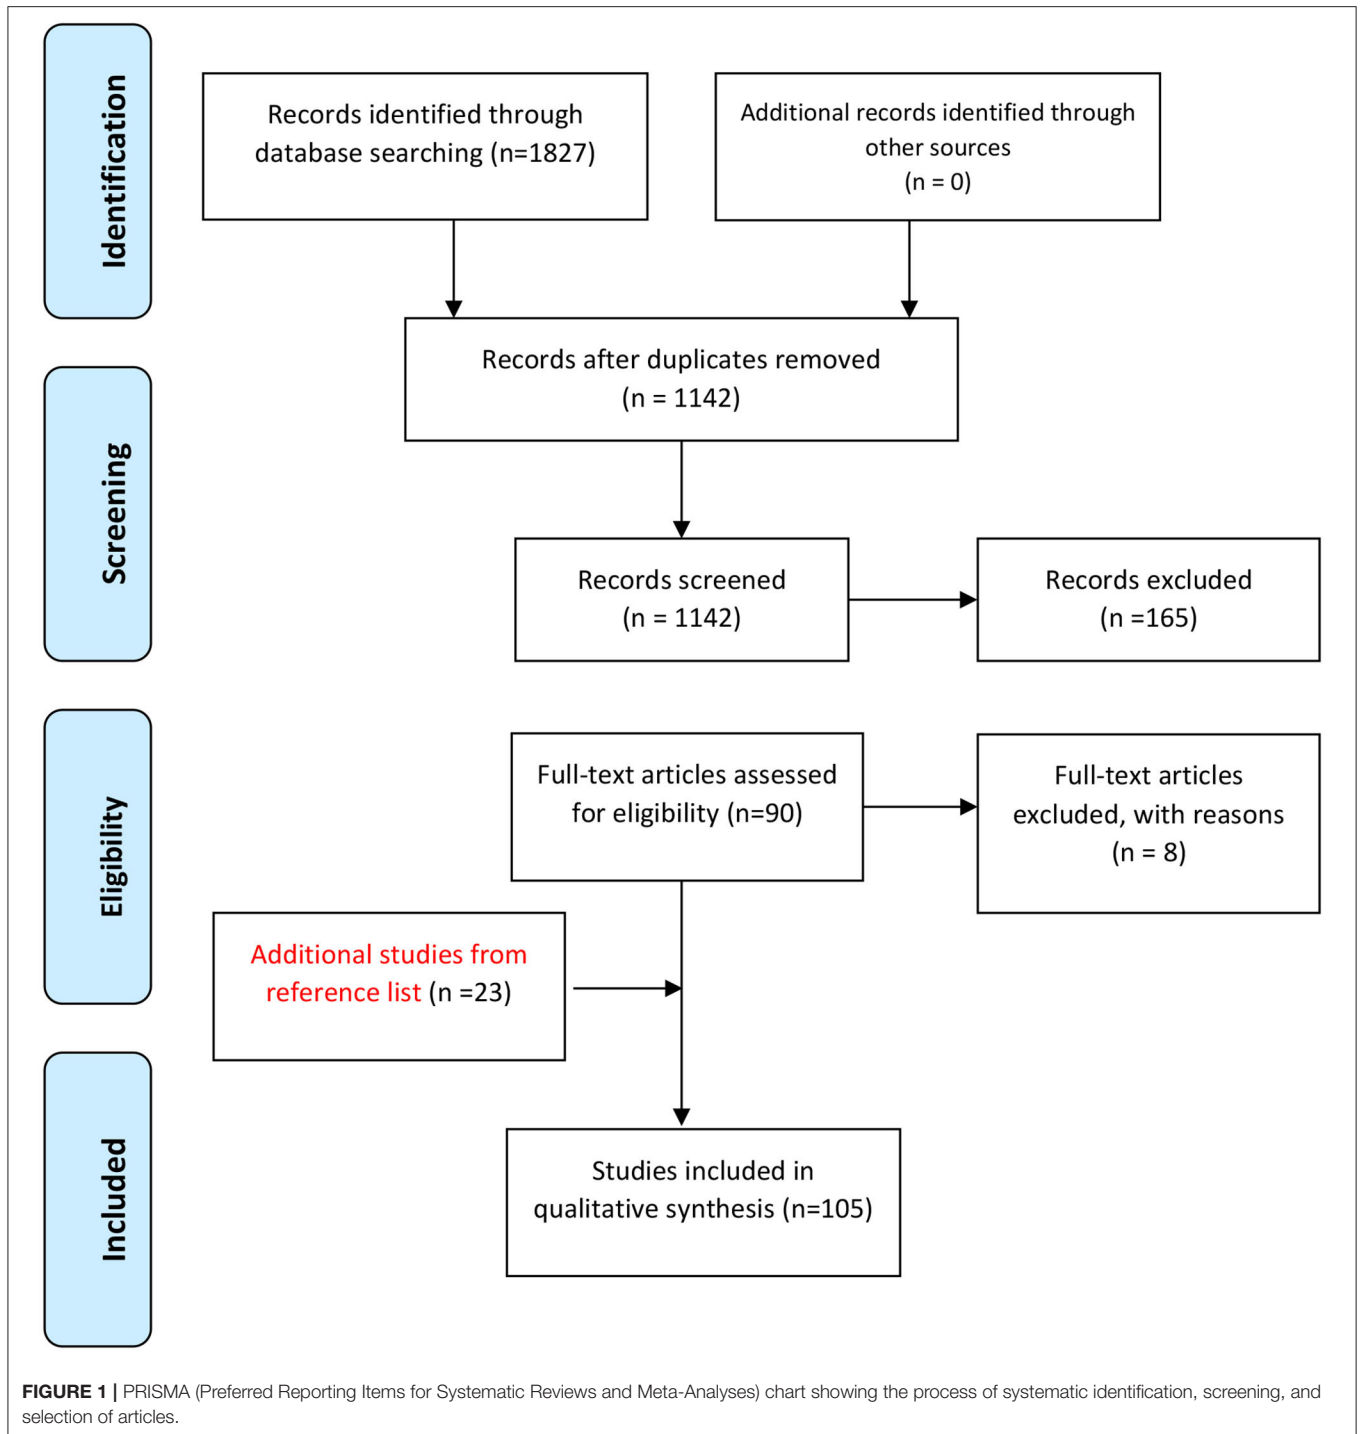 Identification
Records identified through
database searching (n=1827)
Additional records identified through
other sources
(n = 0)
Records after duplicates removed
(n = 1142)
Screening
Records screened
(n = 1142)
Records excluded
(n =165)
Eligibility
Full-text articles assessed
for eligibility (n=90)
Full-text articles
excluded, with reasons
(n = 8)
Additional studies from
reference list (n =23)
Included
Studies included in
qualitative synthesis (n=105)
FIGURE 1 | PRISMA (Preferred Reporting Items for Systematic Reviews and Meta-Analyses) chart showing the process of systematic identification, screening, and
selection of articles.